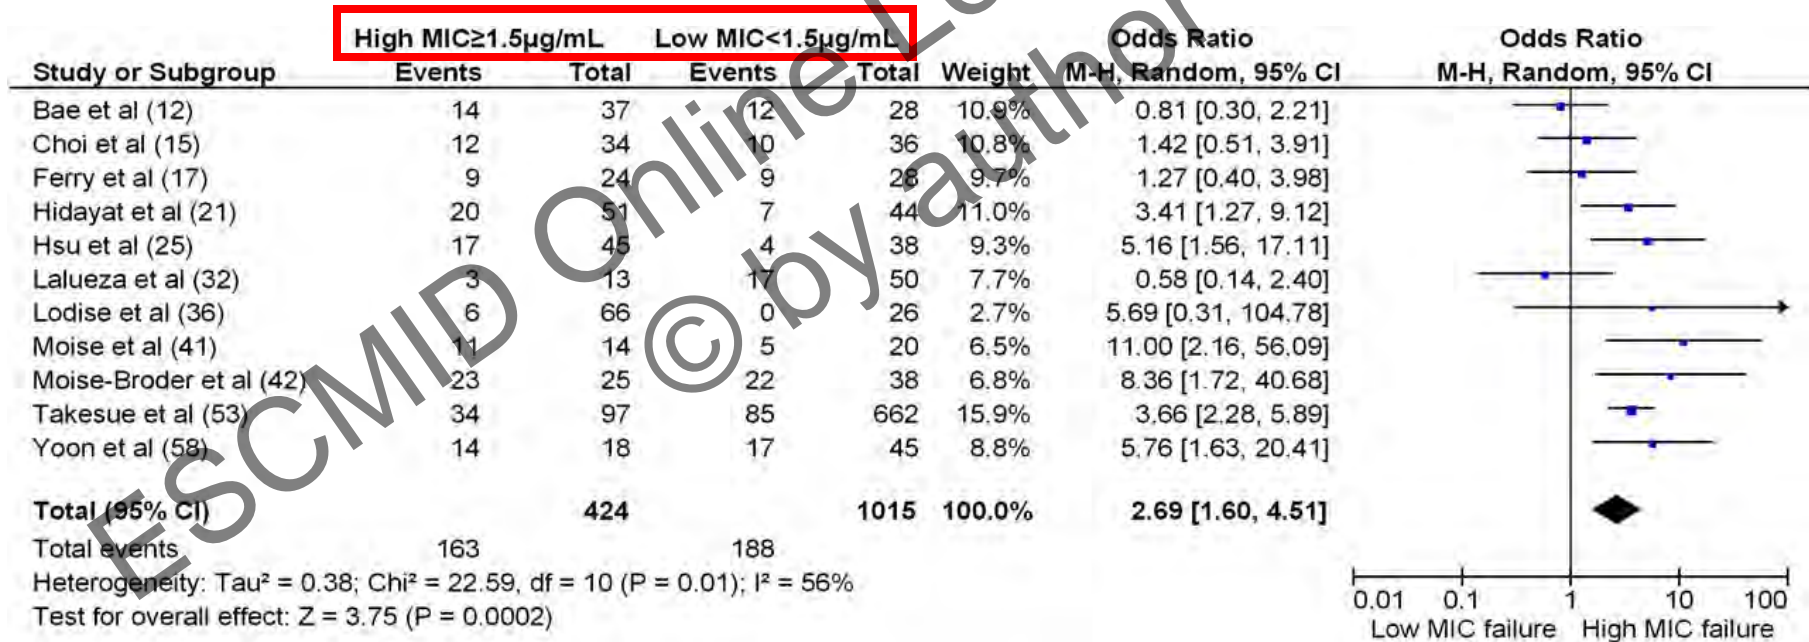 High MIC≥1.5µg/mL Low MIC<1.5µg/mL Odds Ratio Odds Ratio
Study or Subgroup Events Total Events Total Weight M-H, Random, 95% CI M-H, Random, 95% CI
Bae et al (12) 14 37 12 28 10.9% 0.81 [0.30, 2.21]
Choi et al (15) 12 34 10 36 10.8% 1.42 [0.51, 3.91]
Ferry et al (17) 9 24 9 28 9.7% 1.27 [0.40, 3.98]
Hidayat et al (21) 20 51 7 44 11.0% 3.41 [1.27, 9.12]
Hsu et al (25) 17 45 4 38 9.3% 5.16 [1.56, 17.11]
Lalueza et al (32) 3 13 17 50 7.7% 0.58 [0.14, 2.40]
Lodise et al (36) 6 66 0 26 2.7% 5.69 [0.31, 104.78]
Moise et al (41) 11 14 5 20 6.5% 11.00 [2.16, 56.09]
Moise-Broder et al (42) 23 25 22 38 6.8% 8.36 [1.72, 40.68]
Takesue et al (53) 34 97 85 662 15.9% 3.66 [2.28, 5.89]
Yoon et al (58) 14 18 17 45 8.8% 5.76 [1.63, 20.41]
Total (95% CI) 424 1015 100.0% 2.69 [1.60, 4.51]
Total events 163 188
Heterogeneity: Tau² = 0.38; Chi² = 22.59, df = 10 (P = 0.01); I² = 56%
Test for overall effect: Z = 3.75 (P = 0.0002)
0.01 0.1 1 10 100
Low MIC failure High MIC failure
ESCMID Online
© by author